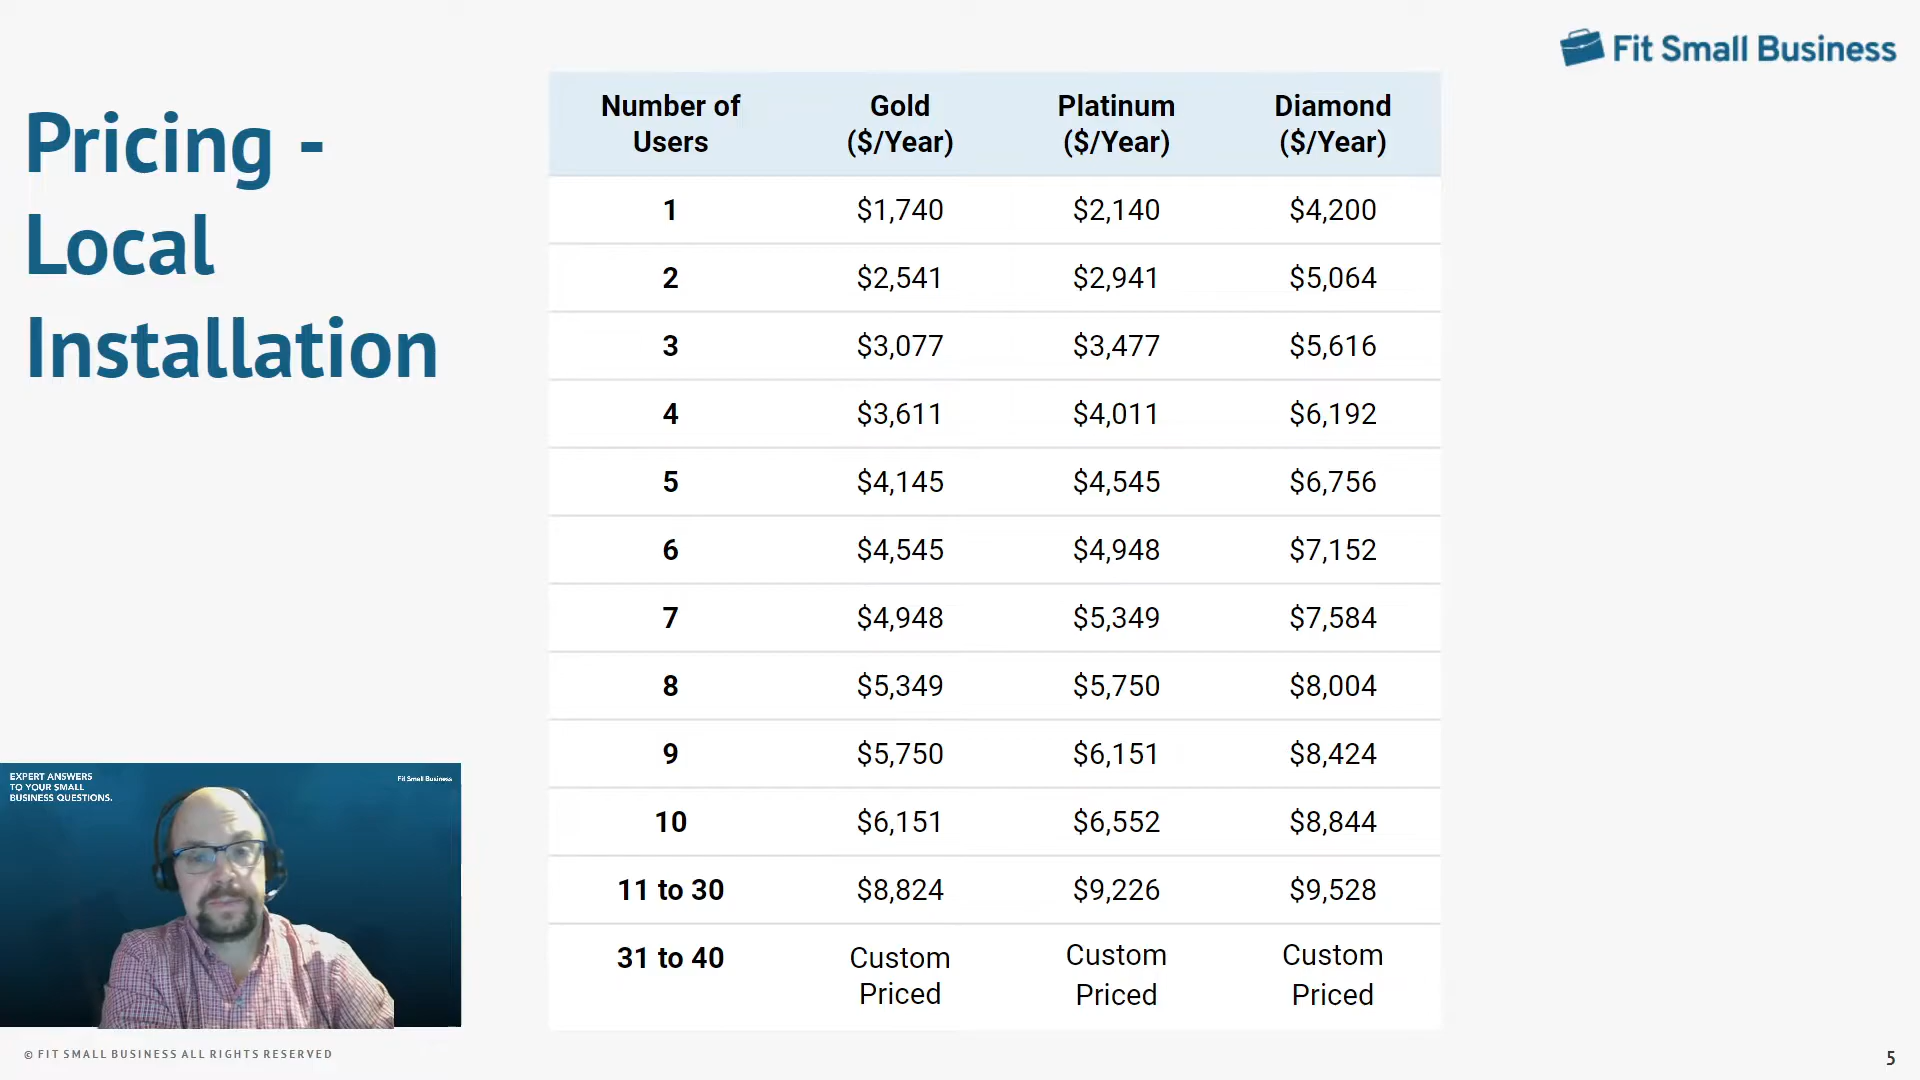 Fit Small Business
Pricing -
Local
Installation
Number of Users Gold ($/Year) Platinum ($/Year) Diamond ($/Year)
1 $1,740 $2,140 $4,200
2 $2,541 $2,941 $5,064
3 $3,077 $3,477 $5,616
4 $3,611 $4,011 $6,192
5 $4,145 $4,545 $6,756
6 $4,545 $4,948 $7,152
7 $4,948 $5,349 $7,584
8 $5,349 $5,750 $8,004
9 $5,750 $6,151 $8,424
10 $6,151 $6,552 $8,844
11 to 30 $8,824 $9,226 $9,528
31 to 40 Custom Priced Custom Priced Custom Priced
EXPERT ANSWERS
TO YOUR SMALL
BUSINESS QUESTIONS.
Fit Small Business
© FIT SMALL BUSINESS ALL RIGHTS RESERVED
5